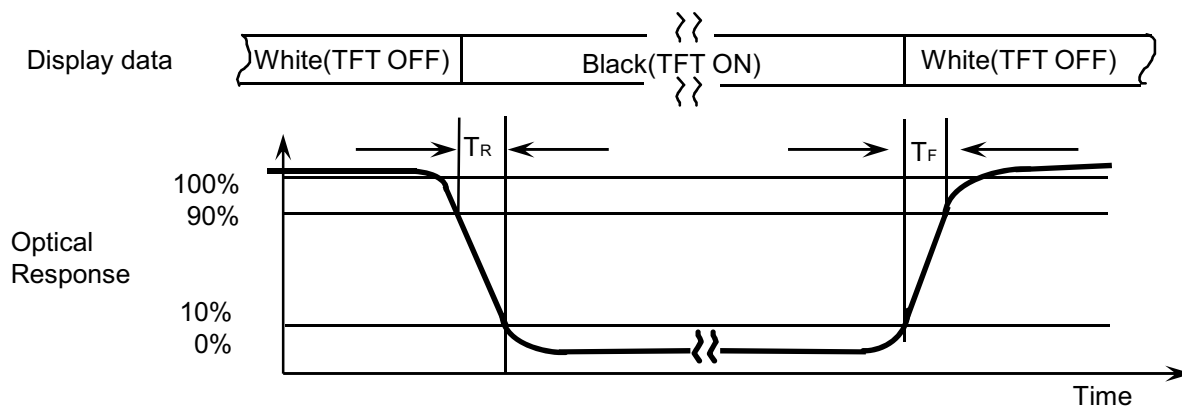 Display data
White(TFT OFF)
Black(TFT ON)
White(TFT OFF)
TR
TF
100%
90%
Optical
Response
10%
0%
Time